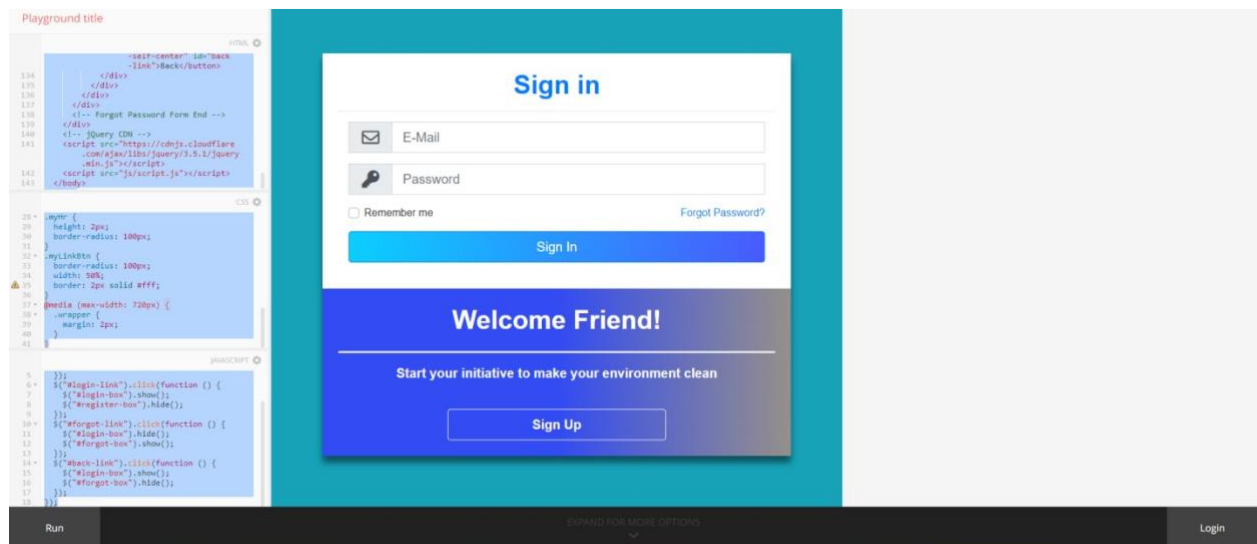 Playground title
HTML
-self-center" id="back
-link">Back</button>
134 </div>
135 </div>
136 </div>
137 </div>
138 <!-- Forgot Password Form End -->
139 </div>
140 <!-- jQuery CDN -->
141 <script src="https://cdnjs.cloudflare
.com/ajax/libs/jquery/3.5.1/jquery
.min.js"></script>
142 <script src="js/script.js"></script>
143 </body>
CSS
28 .myHr {
29 height: 2px;
30 border-radius: 100px;
31 }
32 .myLinkBtn {
33 border-radius: 100px;
34 width: 50%;
35 border: 2px solid #fff;
36 }
37 @media (max-width: 720px) {
38 .wrapper {
39 margin: 2px;
40 }
41 }
JAVASCRIPT
5 });
6 $("#login-link").click(function () {
7 $("#login-box").show();
8 $("#register-box").hide();
9 });
10 $("#forgot-link").click(function () {
11 $("#login-box").hide();
12 $("#forgot-box").show();
13 });
14 $("#back-link").click(function () {
15 $("#login-box").show();
16 $("#forgot-box").hide();
17 });
18 });
Sign in
E-Mail
Password
Remember me Forgot Password?
Sign In
Welcome Friend!
Start your initiative to make your environment clean
Sign Up
Run
EXPAND FOR MORE OPTIONS
Login